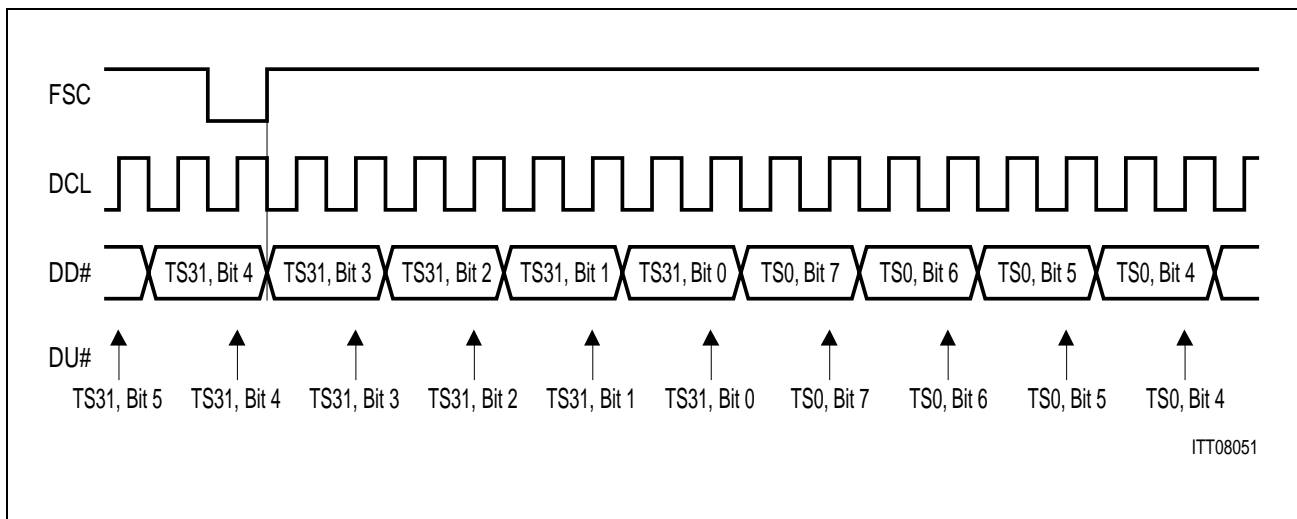 FSC
DCL
DD# TS31, Bit 4 TS31, Bit 3 TS31, Bit 2 TS31, Bit 1 TS31, Bit 0 TS0, Bit 7 TS0, Bit 6 TS0, Bit 5 TS0, Bit 4
DU#
TS31, Bit 5 TS31, Bit 4 TS31, Bit 3 TS31, Bit 2 TS31, Bit 1 TS31, Bit 0 TS0, Bit 7 TS0, Bit 6 TS0, Bit 5 TS0, Bit 4
ITT08051